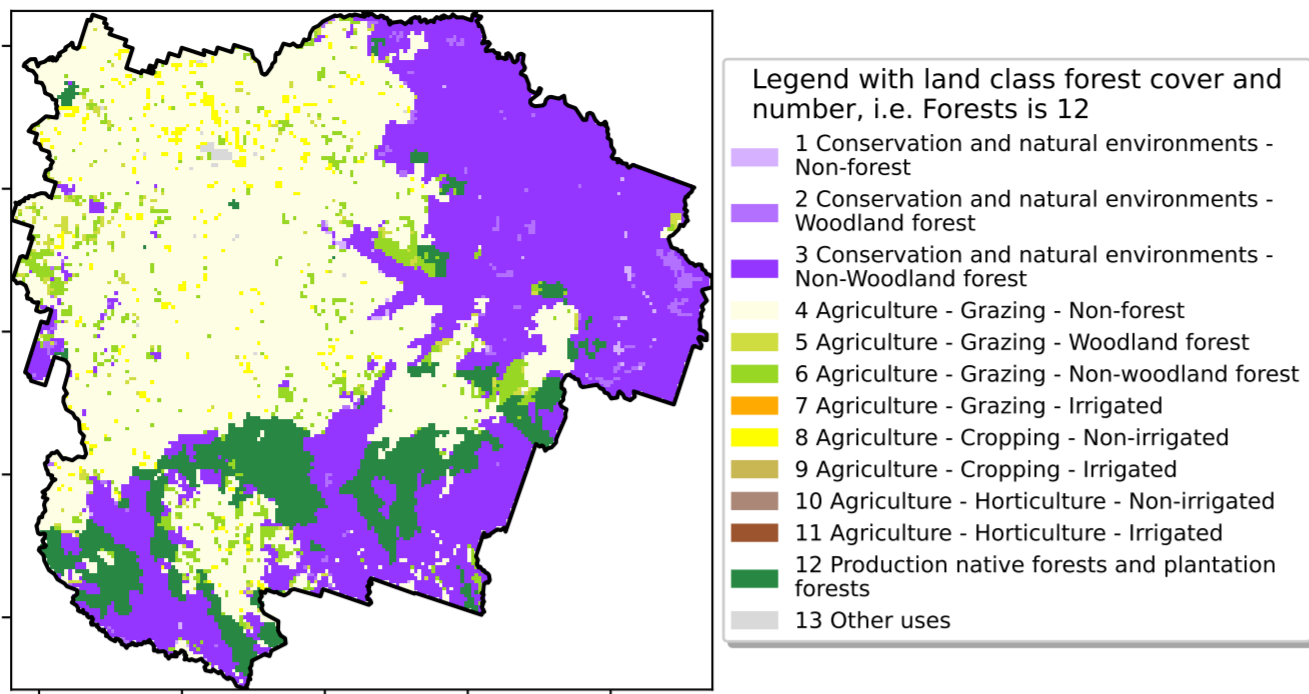 Legend with land class forest cover and
number, i.e. Forests is 12
1 Conservation and natural environments -
Non-forest
2 Conservation and natural environments -
Woodland forest
3 Conservation and natural environments -
Non-Woodland forest
4 Agriculture - Grazing - Non-forest
5 Agriculture - Grazing - Woodland forest
6 Agriculture - Grazing - Non-woodland forest
7 Agriculture - Grazing - Irrigated
8 Agriculture - Cropping - Non-irrigated
9 Agriculture - Cropping - Irrigated
10 Agriculture - Horticulture - Non-irrigated
11 Agriculture - Horticulture - Irrigated
12 Production native forests and plantation
forests
13 Other uses